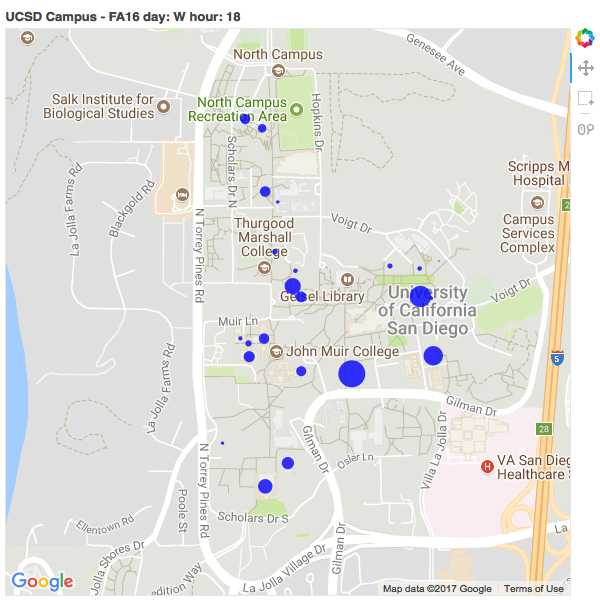 UCSD Campus - FA16 day: W hour: 18
Genesee Ave
North Campus
Salk Institute for
Biological Studies
North Campus
Recreation Area
Hopkins Dr
Scholars Dr N
Scripps M
Hospital
La Jolla Farms Rd
Blackgold Rd
N Torrey Pines Rd
Voigt Dr
Campus
Services
Complex
Thurgood
Marshall
College
Voigt Dr
Geisel Library
University
of California
San Diego
Muir Ln
John Muir College
5
La Jolla Farms Rd
Gilman Dr
28
Gilman Dr
Villa La Jolla Dr
N Torrey Pines Rd
Osler Ln
H
VA San Dieg
Healthcare S
Poole St
Ellentown Rd
Scholars Dr S
La
La Jolla Shores Dr
Gilman Dr
La Jolla Village Dr
edition Way
Google
Map data ©2017 Google
Terms of Use